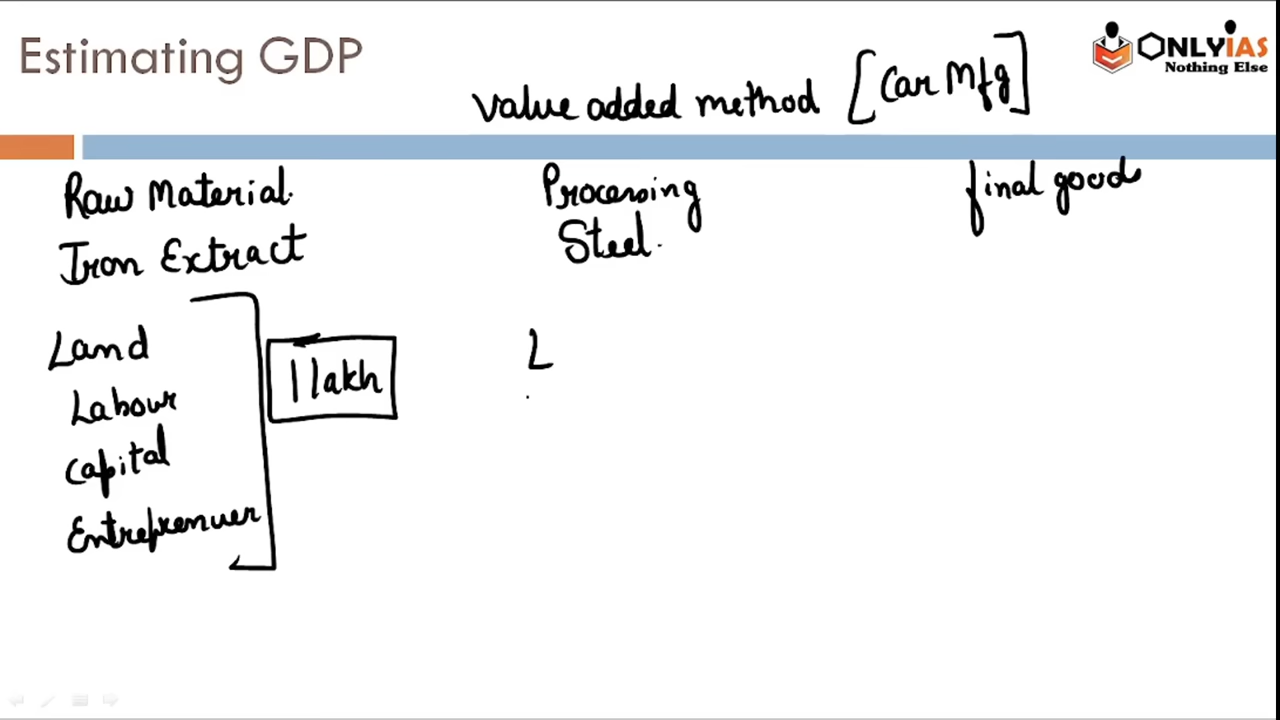 Estimating GDP
ONLYIAS
Nothing Else
Value added method [Car Mfg]
Raw Material.
Iron Extract
Land
Labour
Capital
Entreprenuer
1 lakh
Processing
Steel.
L
final good